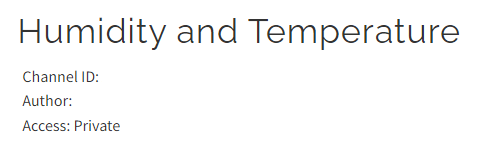 Humidity and Temperature
Channel ID:
Author:
Access: Private